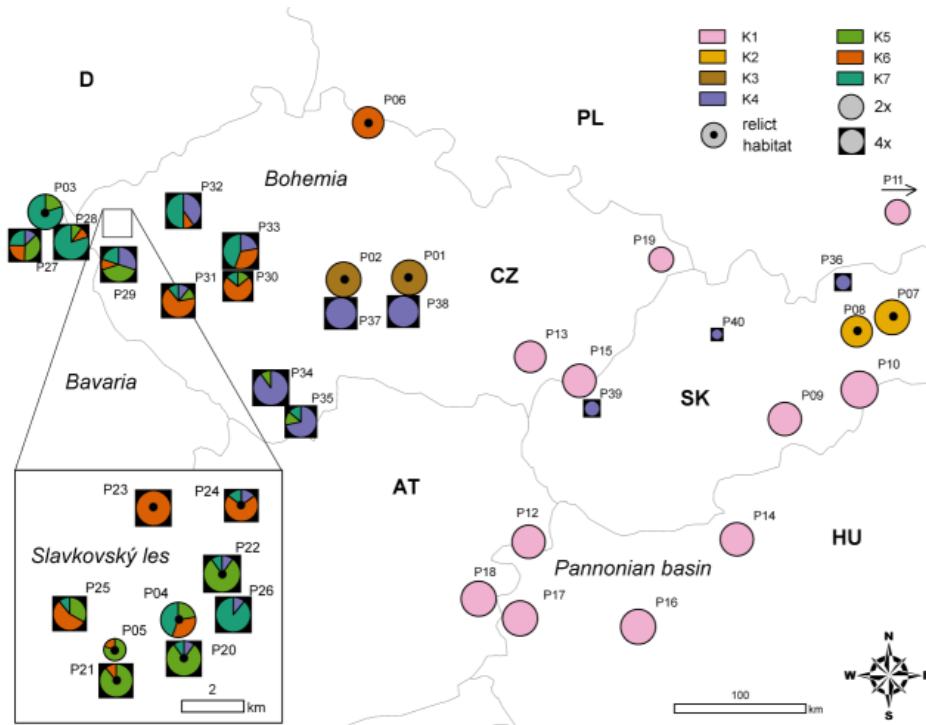 D
PL
K1
K2
K3
K4
relict
habitat
K5
K6
K7
2x
4x
P06
Bohemia
P11
P03
P32
P28
P33
P27
P29
P31
P30
P02
P01
CZ
P19
P36
P07
P08
P37
P38
P40
P13
P15
P10
Bavaria
P34
SK
P39
P09
P35
AT
P23
P24
P12
P14
HU
Slavkovský les
P22
Pannonian basin
P25
P04
P26
P18
P17
P16
P05
P20
P21
2
km
100
km
N
W
E
S